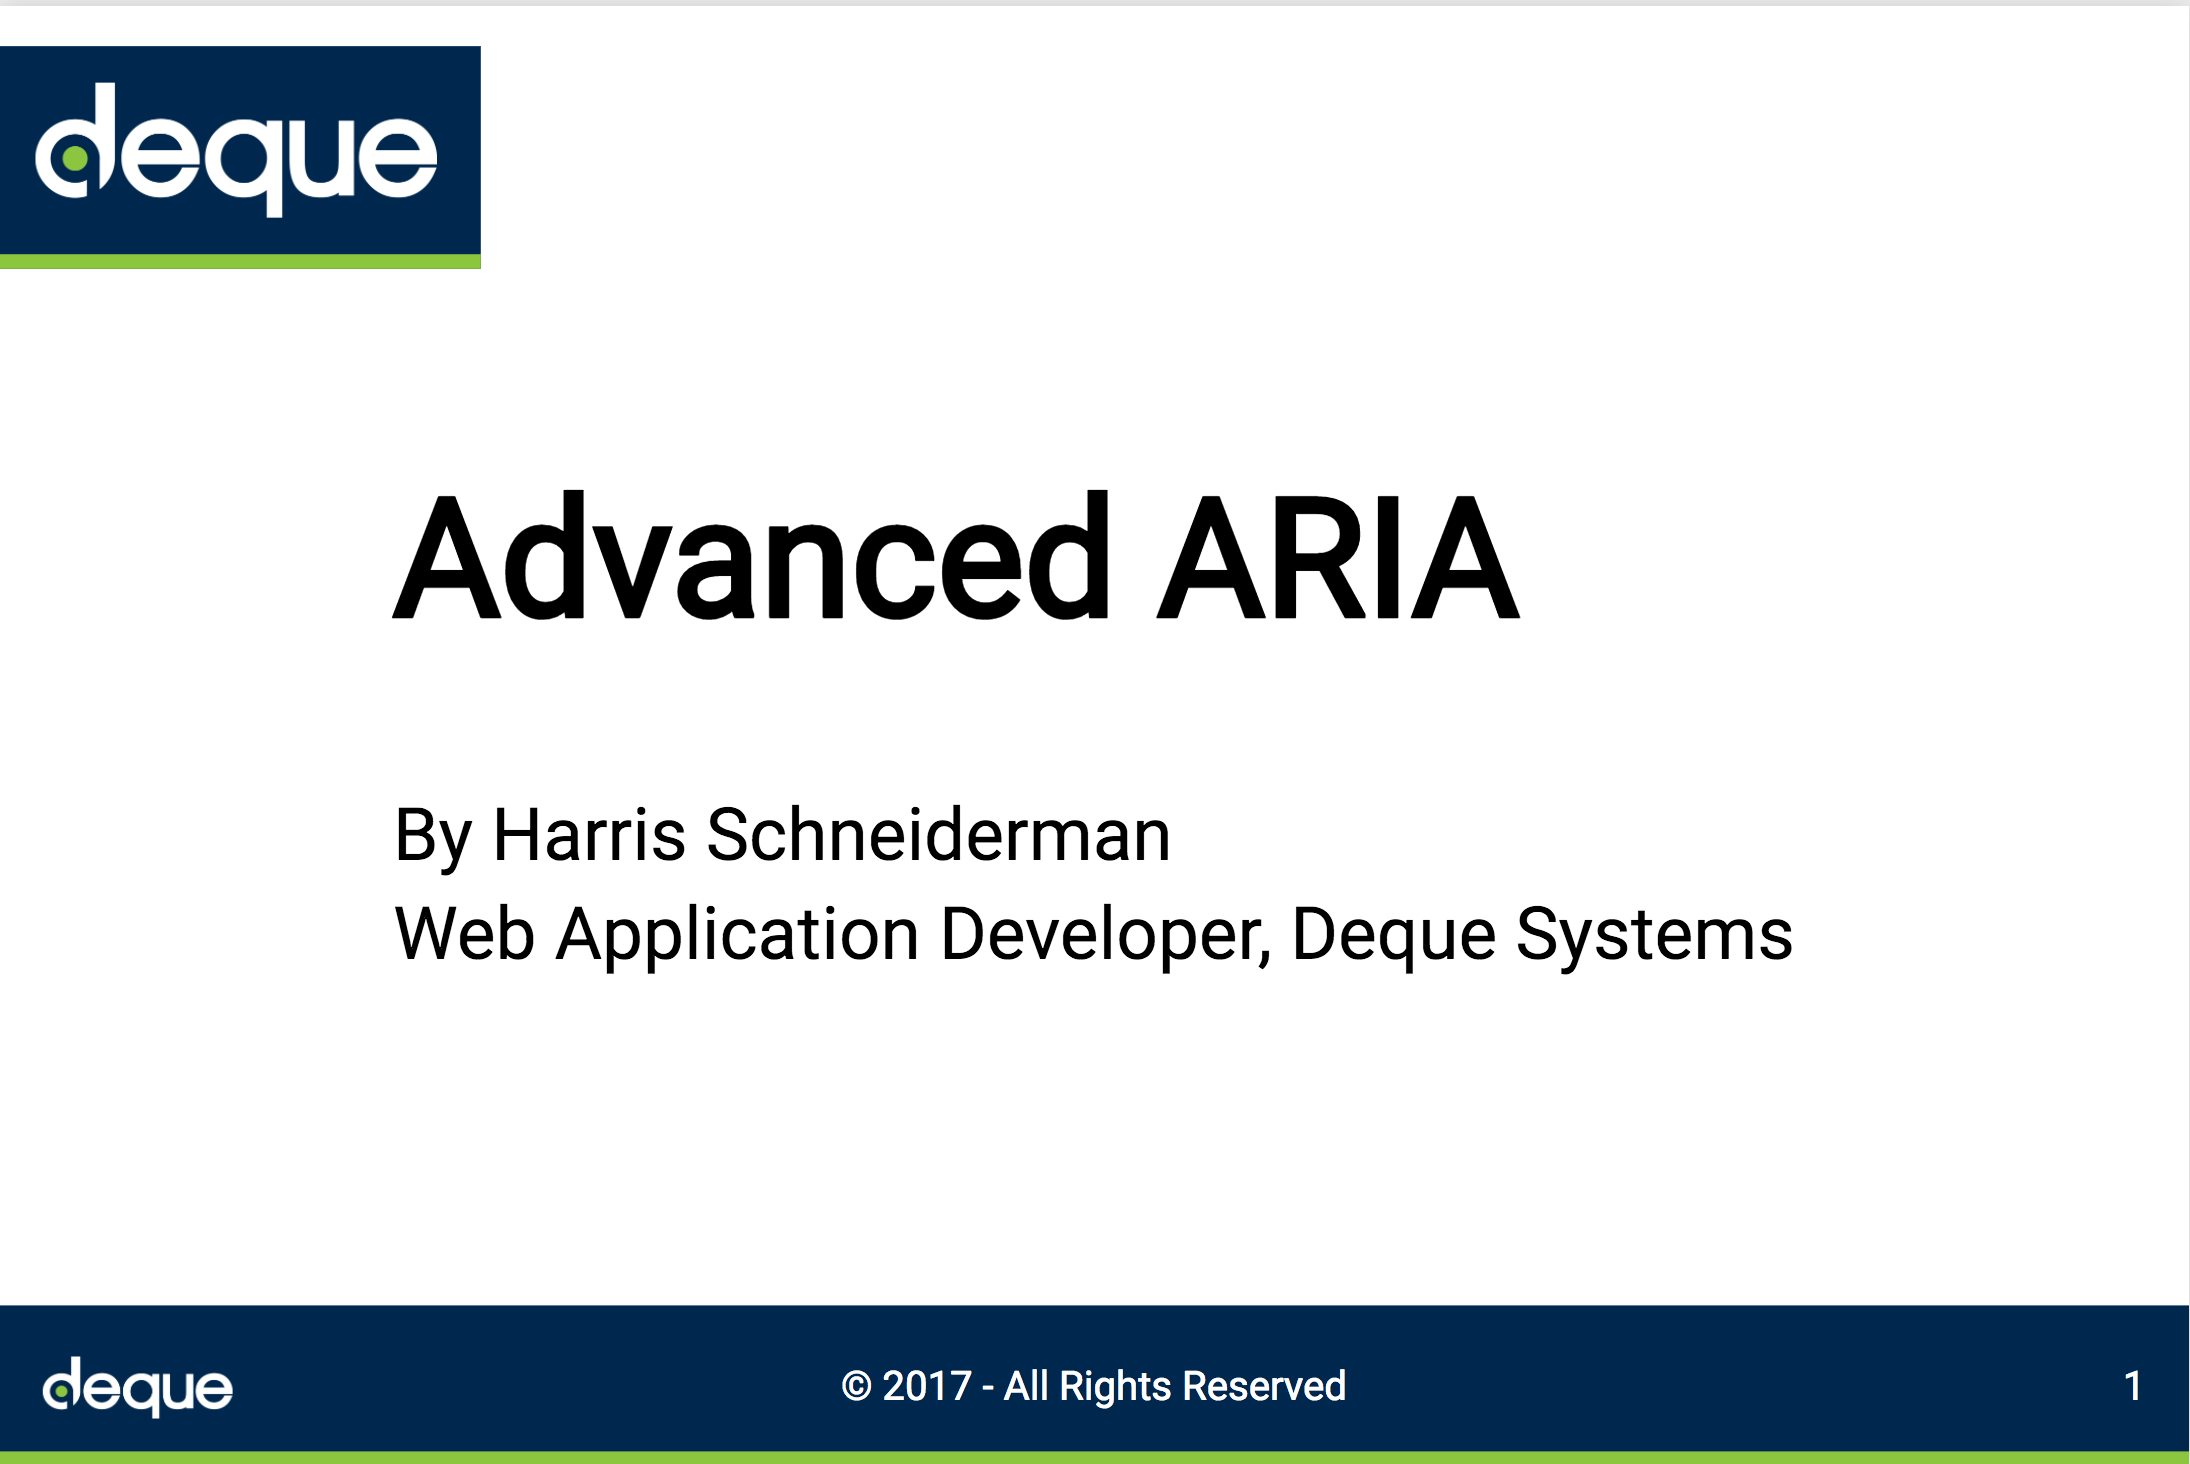 deque
Advanced ARIA
By Harris Schneiderman
Web Application Developer, Deque Systems
deque
© 2017 - All Rights Reserved
1